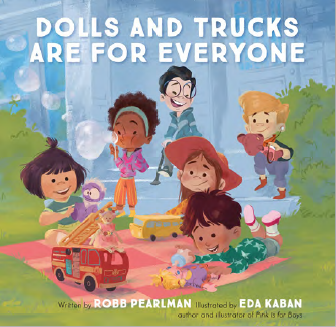 DOLLS AND TRUCKS
ARE FOR EVERYONE
Written by ROBB PEARLMAN Illustrated by EDA KABAN
author and illustrator of Pink Is for Boys